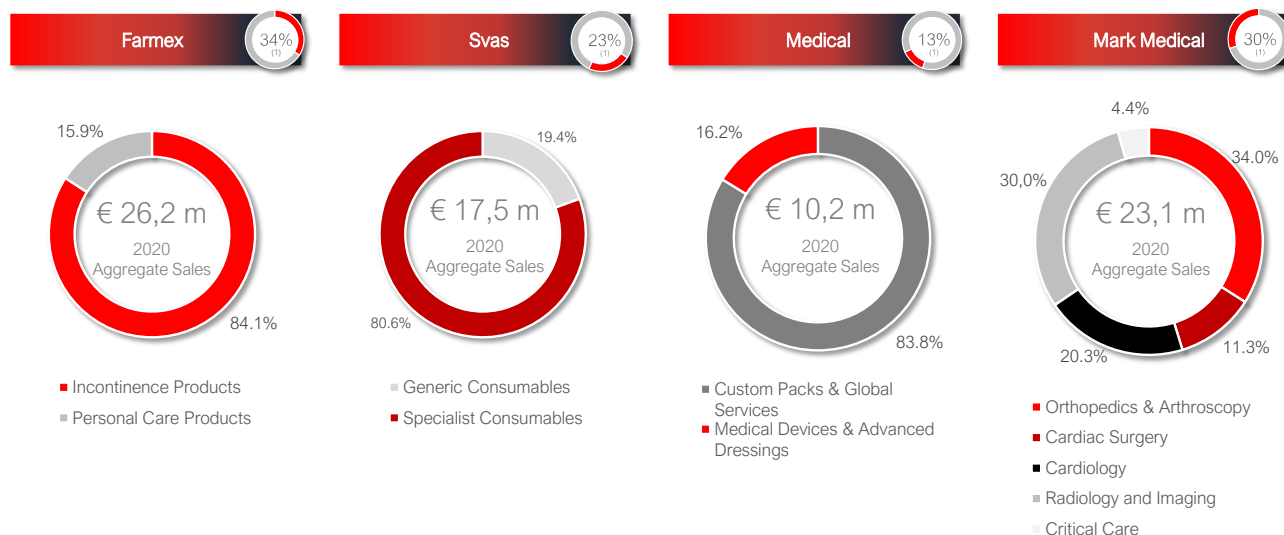 Farmex
34%
(1)
Svas
23%
(1)
Medical
13%
(1)
Mark Medical
30%
(1)
15.9%
€ 26,2 m
2020
Aggregate Sales
84.1%
Incontinence Products
Personal Care Products
19.4%
€ 17,5 m
2020
Aggregate Sales
80.6%
Generic Consumables
Specialist Consumables
16.2%
€ 10,2 m
2020
Aggregate Sales
83.8%
Custom Packs & Global
Services
Medical Devices & Advanced
Dressings
4.4%
34.0%
30,0%
€ 23,1 m
2020
Aggregate Sales
20.3%
11.3%
Orthopedics & Arthroscopy
Cardiac Surgery
Cardiology
Radiology and Imaging
Critical Care